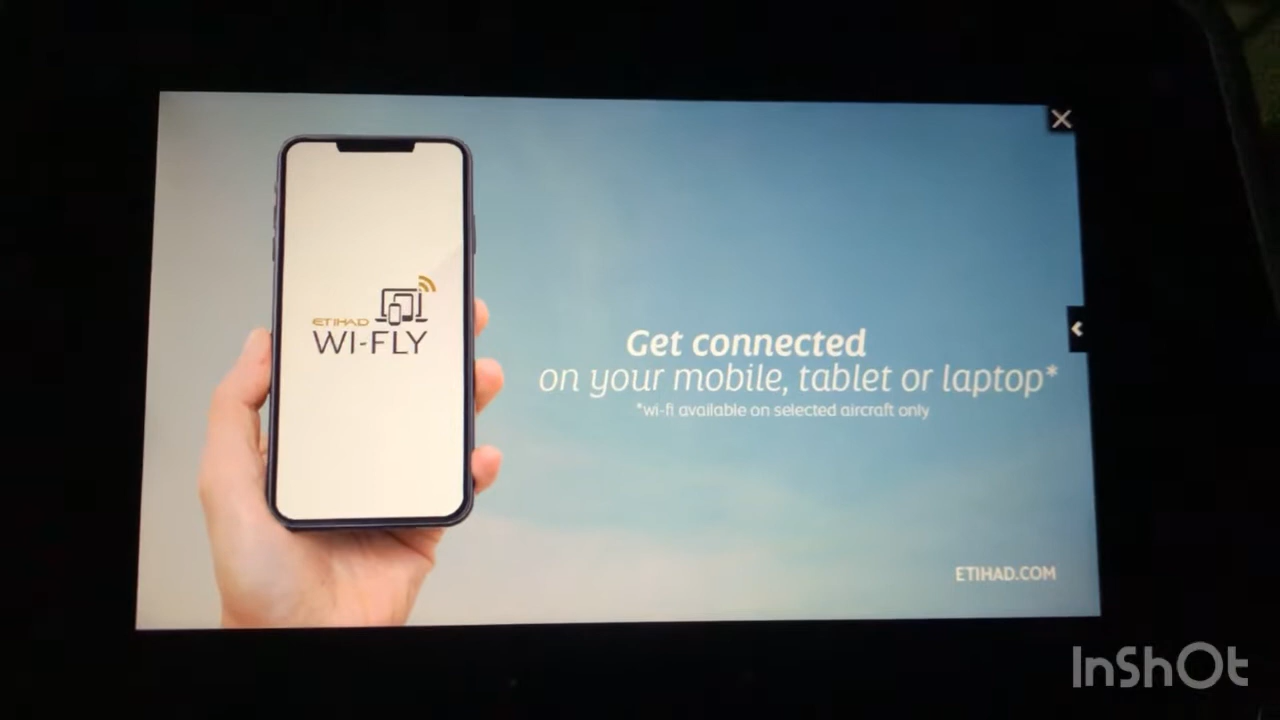 ETIHAD
WI-FLY
Get connected
on your mobile, tablet or laptop*
*wi-fi available on selected aircraft only
ETIHAD.COM
InShOt